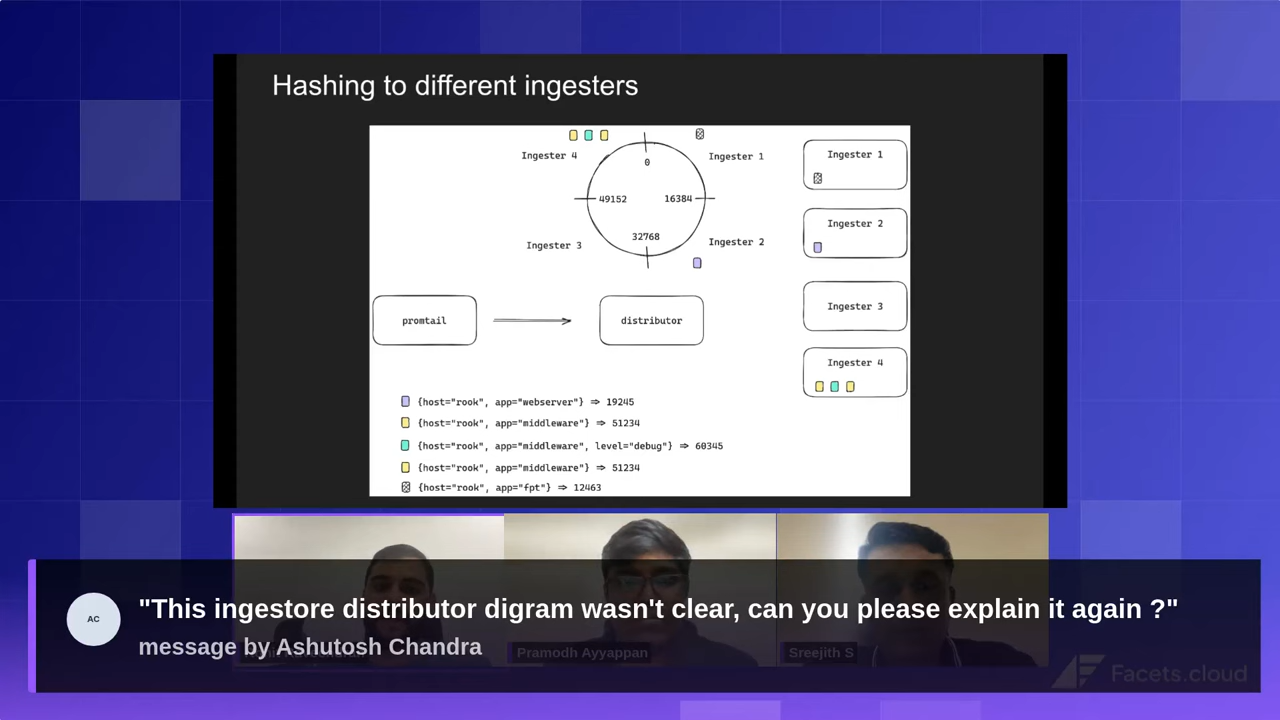 Hashing to different ingesters
Ingester 4
Ingester 1
0
49152
16384
32768
Ingester 3
Ingester 2
promtail
distributor
Ingester 1
Ingester 2
Ingester 3
Ingester 4
{host="rook", app="webserver"} ⇒ 19245
{host="rook", app="middleware"} ⇒ 51234
{host="rook", app="middleware", level="debug"} ⇒ 60345
{host="rook", app="middleware"} ⇒ 51234
{host="rook", app="fpt"} ⇒ 12463
AC
"This ingestore distributor digram wasn't clear, can you please explain it again ?"
message by Ashutosh Chandra
Pramodh Ayyappan
Sreejith S
Facets.cloud